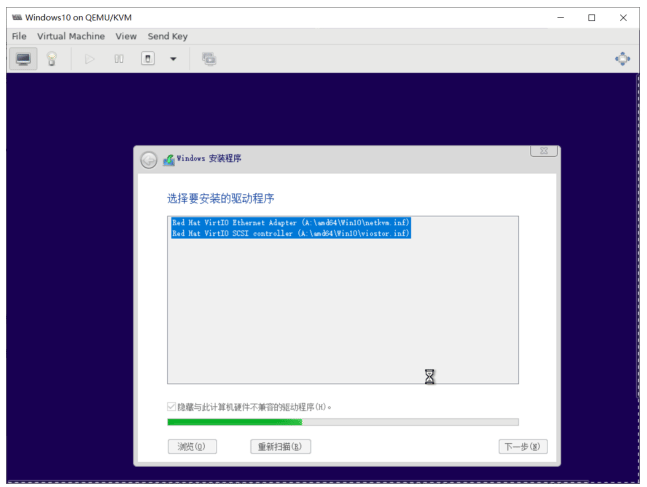 Windows10 on QEMU/KVM
File Virtual Machine View Send Key
Windows 安装程序
选择要安装的驱动程序
Red Hat VirtIO Ethernet Adapter (A:\amd64\Win10\netkvm.inf)
Red Hat VirtIO SCSI controller (A:\amd64\Win10\viostor.inf)
隐藏与此计算机硬件不兼容的驱动程序(H)。
浏览(O) 重新扫描(R) 下一步(N)